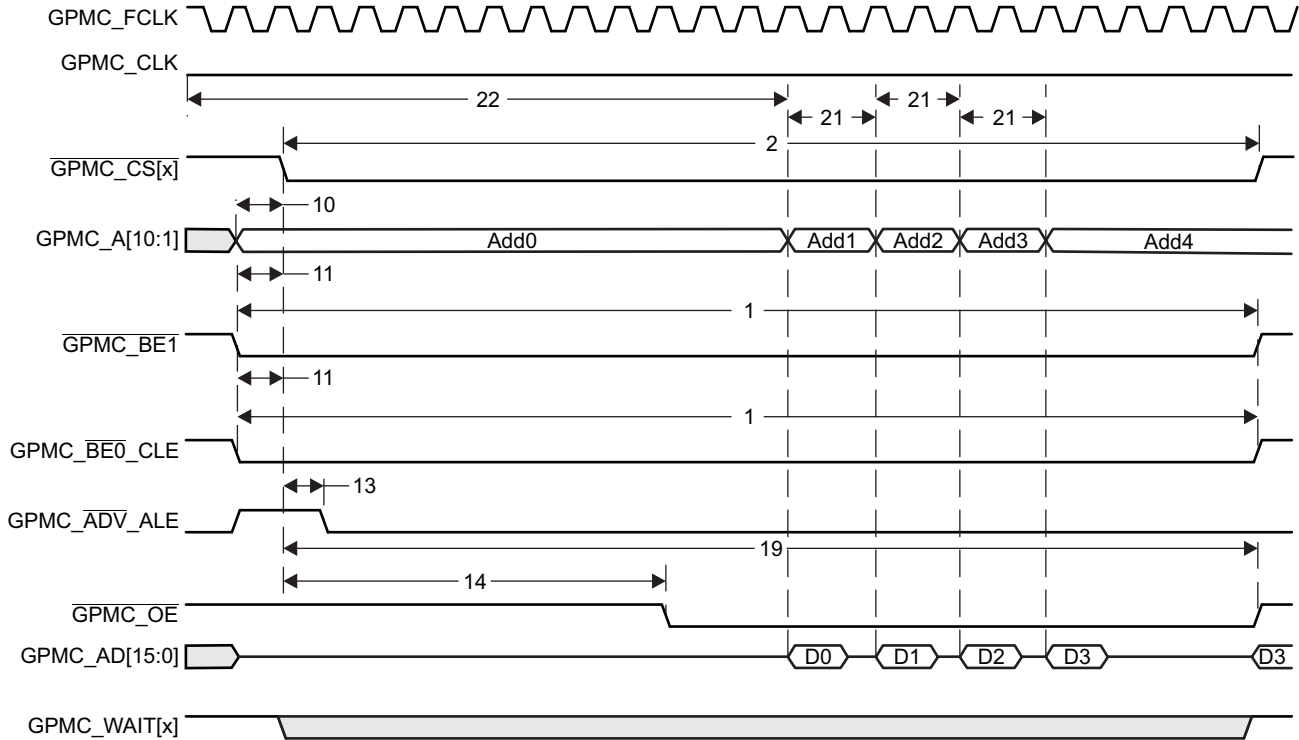 GPMC_FCLK
GPMC_CLK
22
21
21
21
2
GPMC_CS[x]
10
GPMC_A[10:1] Add0 Add1 Add2 Add3 Add4
11
1
GPMC_BE1
11
1
GPMC_BE0_CLE
13
GPMC_ADV_ALE
19
14
GPMC_OE
GPMC_AD[15:0] D0 D1 D2 D3 D3
GPMC_WAIT[x]